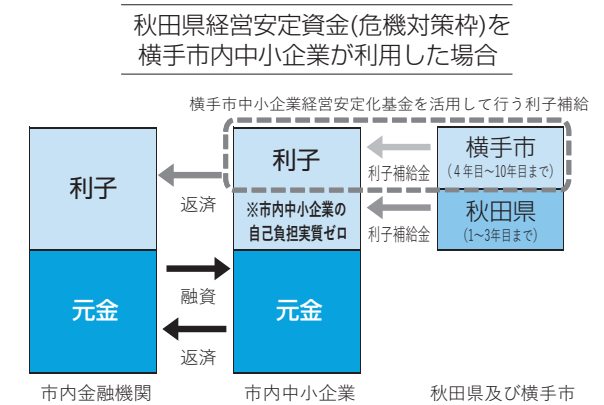 秋田県経営安定資金(危機対策枠)を
横手市内中小企業が利用した場合
横手市中小企業経営安定化基金を活用して行う利子補給
利子
返済
利子
※市内中小企業の
自己負担実質ゼロ
利子補給金
横手市
(4年目～10年目まで)
利子補給金
秋田県
(1～3年目まで)
元金
融資
返済
元金
市内金融機関
市内中小企業
秋田県及び横手市